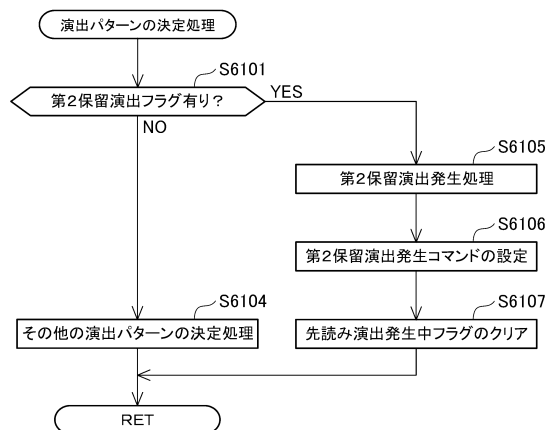 演出パターンの決定処理
S6101
第2保留演出フラグ有り？
YES
NO
S6105
第2保留演出発生処理
S6106
第2保留演出発生コマンドの設定
S6104
その他の演出パターンの決定処理
S6107
先読み演出発生中フラグのクリア
RET